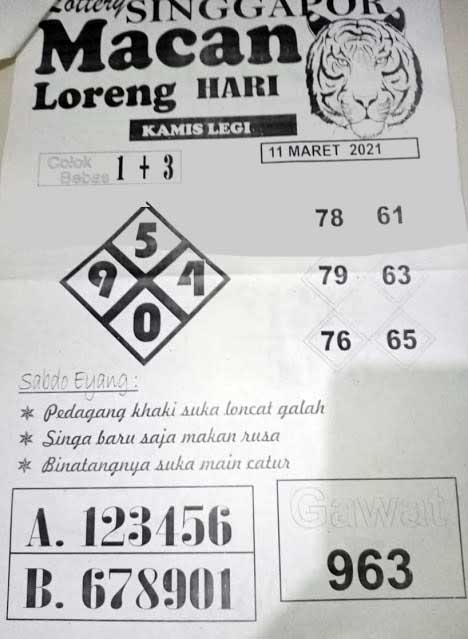 Lottery SINGGAPOR
Macan
Loreng HARI
KAMIS LEGI
11 MARET 2021
Colok
Bebas 1 + 3
78 61
5
9 4
0
79 63
76 65
Sabdo Eyang :
* Pedagang khaki suka loncat galah
* Singa baru saja makan rusa
* Binatangnya suka main catur
A. 123456
B. 678901
Gawat
963